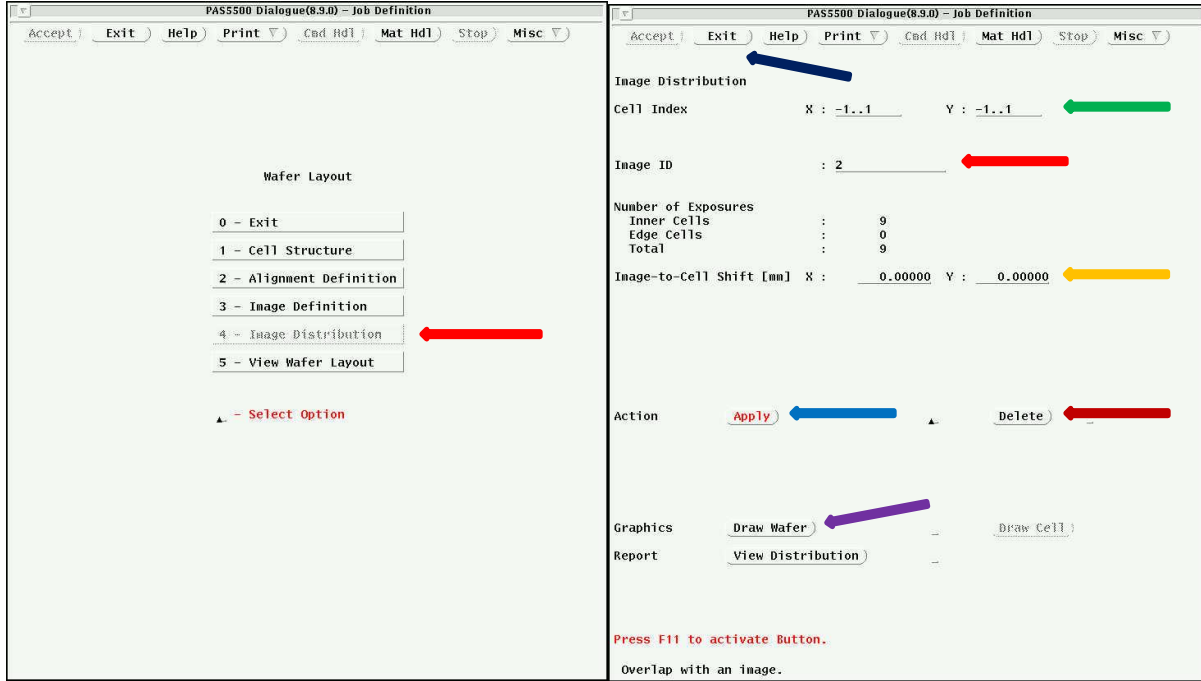 PAS5500 Dialogue(8.9.0) – Job Definition
Accept Exit Help Print Cmd Hdl Mat Hdl Stop Misc
Wafer Layout
0 – Exit
1 – Cell Structure
2 – Alignment Definition
3 – Image Definition
4 – Image Distribution
5 – View Wafer Layout
– Select Option
PAS5500 Dialogue(8.9.0) – Job Definition
Accept Exit Help Print Cmd Hdl Mat Hdl Stop Misc
Image Distribution
Cell Index X : -1..1 Y : -1..1
Image ID : 2
Number of Exposures
Inner Cells : 9
Edge Cells : 0
Total : 9
Image-to-Cell Shift [mm] X : 0.00000 Y : 0.00000
Action Apply Delete
Graphics Draw Wafer Draw Cell
Report View Distribution
Press F11 to activate Button.
Overlap with an image.